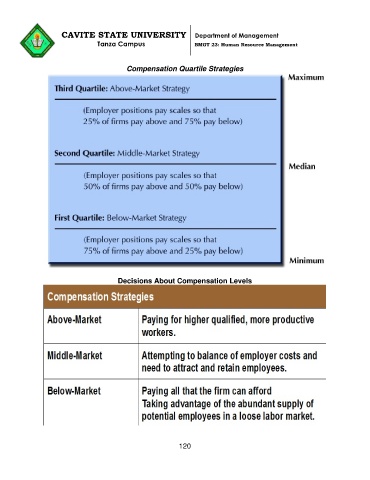 CAVITE STATE UNIVERSITY
Tanza Campus
Department of Management
BMGT 23: Human Resource Management
Compensation Quartile Strategies
Maximum
Third Quartile: Above-Market Strategy
(Employer positions pay scales so that
25% of firms pay above and 75% pay below)
Second Quartile: Middle-Market Strategy
Median
(Employer positions pay scales so that
50% of firms pay above and 50% pay below)
First Quartile: Below-Market Strategy
(Employer positions pay scales so that
75% of firms pay above and 25% pay below)
Minimum
Decisions About Compensation Levels
Compensation Strategies
Above-Market Paying for higher qualified, more productive
workers.
Middle-Market Attempting to balance of employer costs and
need to attract and retain employees.
Below-Market Paying all that the firm can afford
Taking advantage of the abundant supply of
potential employees in a loose labor market.
120